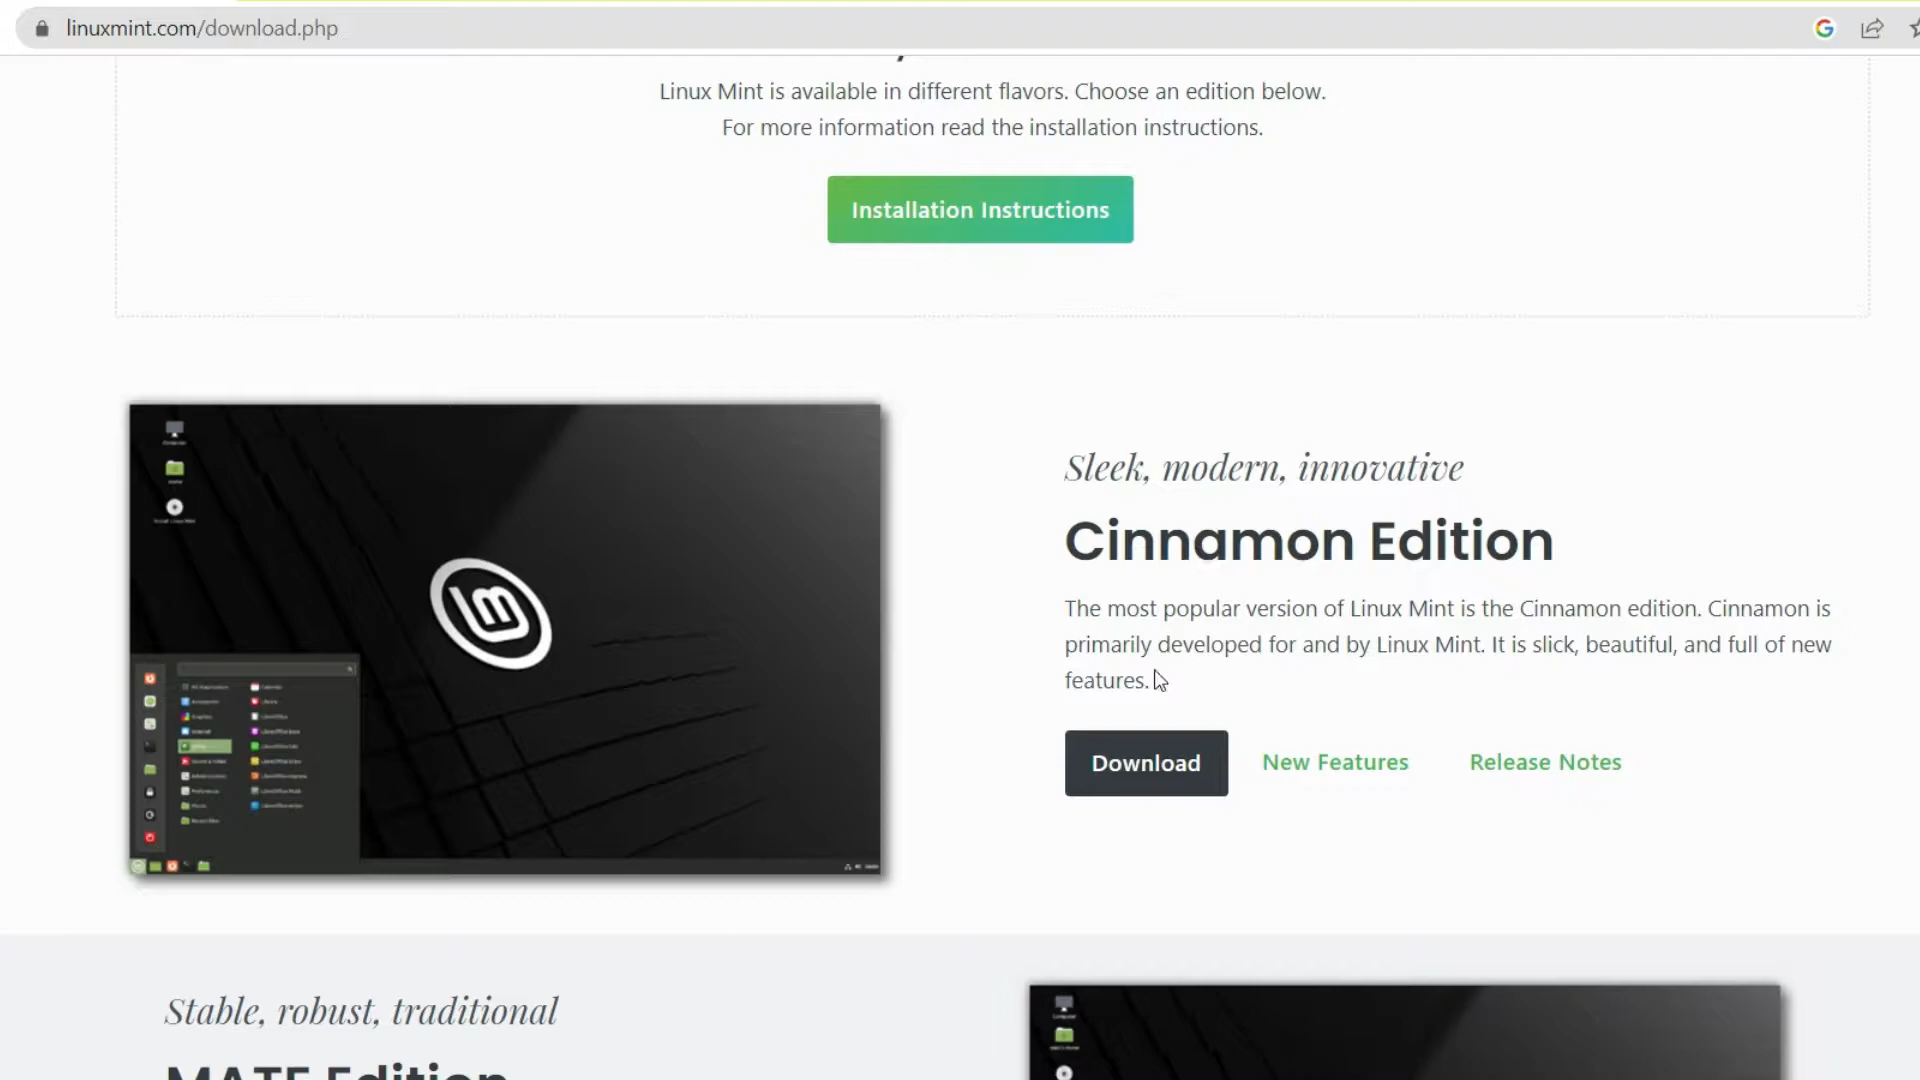 linuxmint.com/download.php
Linux Mint is available in different flavors. Choose an edition below.
For more information read the installation instructions.
Installation Instructions
Sleek, modern, innovative
Cinnamon Edition
The most popular version of Linux Mint is the Cinnamon edition. Cinnamon is
primarily developed for and by Linux Mint. It is slick, beautiful, and full of new
features.
Download
New Features
Release Notes
Stable, robust, traditional
MATE Edition